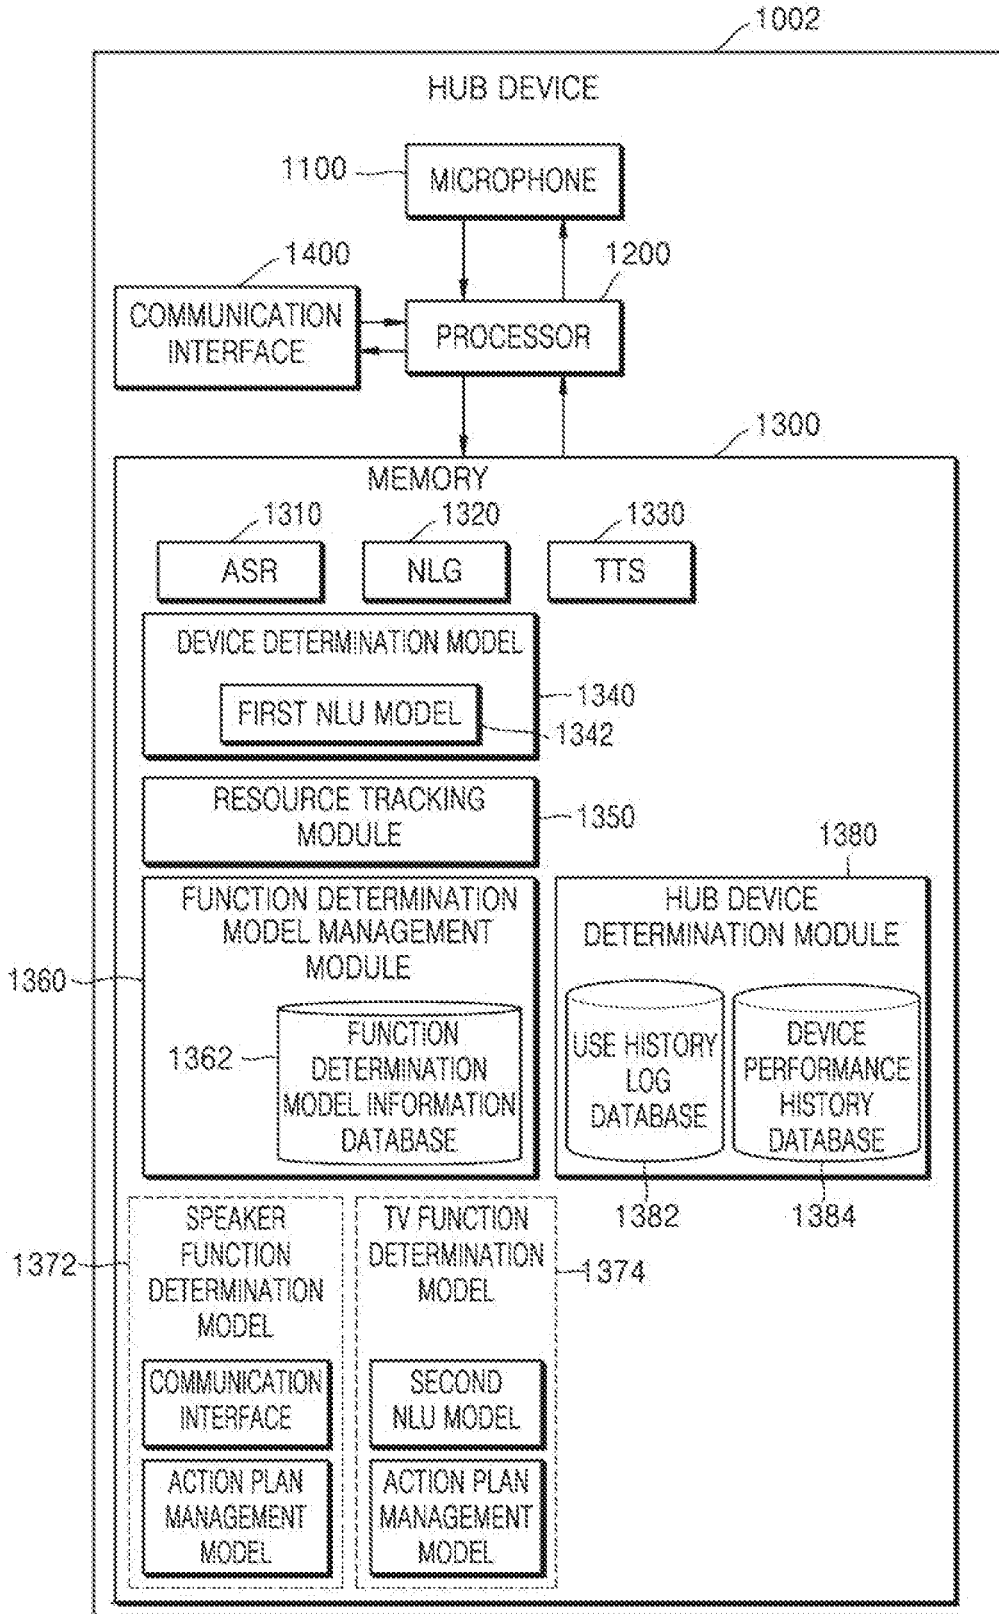 1002
HUB DEVICE
1100
MICROPHONE
1400
1200
COMMUNICATION
INTERFACE
PROCESSOR
1300
MEMORY
1310
1320
1330
ASR
NLG
TTS
DEVICE DETERMINATION MODEL
1340
FIRST NLU MODEL
1342
RESOURCE TRACKING
MODULE
1350
1380
FUNCTION DETERMINATION
MODEL MANAGEMENT
MODULE
1360
1362
FUNCTION
DETERMINATION
MODEL INFORMATION
DATABASE
HUB DEVICE
DETERMINATION MODULE
USE HISTORY
LOG
DATABASE
DEVICE
PERFORMANCE
HISTORY
DATABASE
1382
1384
1372
SPEAKER
FUNCTION
DETERMINATION
MODEL
COMMUNICATION
INTERFACE
ACTION PLAN
MANAGEMENT
MODEL
TV FUNCTION
DETERMINATION
MODEL
1374
SECOND
NLU MODEL
ACTION PLAN
MANAGEMENT
MODEL